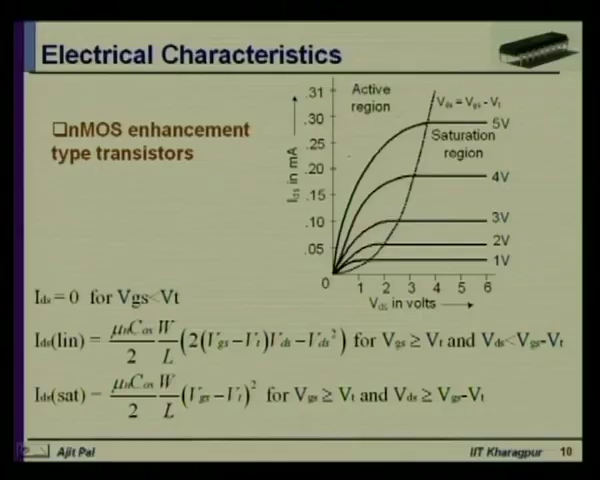 Electrical Characteristics
❑nMOS enhancement
type transistors
Active
region
Vds = Vgs - Vt
Saturation
region
5V
4V
3V
2V
1V
.31
.30
.25
.20
.15
.10
.05
0 1 2 3 4 5 6
Ids in mA
Vds in volts
Ids = 0 for Vgs<Vt
Ids(lin) = μnCox/2 W/L (2(Vgs–Vt)Vds–Vds²) for Vgs ≥ Vt and Vds<Vgs-Vt
Ids(sat) = μnCox/2 W/L (Vgs–Vt)² for Vgs ≥ Vt and Vds ≥ Vgs-Vt
Ajit Pal
IIT Kharagpur 10